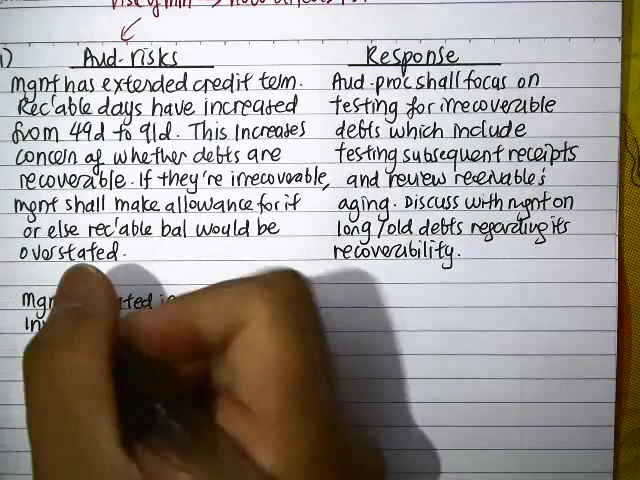 i) Aud-risks
Mgnt has extended credit term.
Rec'able days have increased
from 49d to 91d. This increases
concern of whether debts are
recoverable. If they're irrecoverable,
mgnt shall make allowance for it
or else rec'able bal would be
overstated.
Response
Aud.proc shall focus on
testing for irrecoverable
debts which include
testing subsequent receipts
and review receivable's
aging. Discuss with mgnt on
long/old debts regarding its
recoverability.